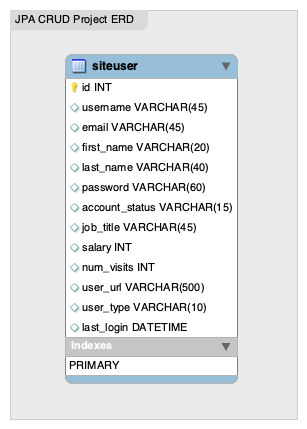 JPA CRUD Project ERD
siteuser
id INT
username VARCHAR(45)
email VARCHAR(45)
first_name VARCHAR(20)
last_name VARCHAR(40)
password VARCHAR(60)
account_status VARCHAR(15)
job_title VARCHAR(45)
salary INT
num_visits INT
user_url VARCHAR(500)
user_type VARCHAR(10)
last_login DATETIME
Indexes
PRIMARY